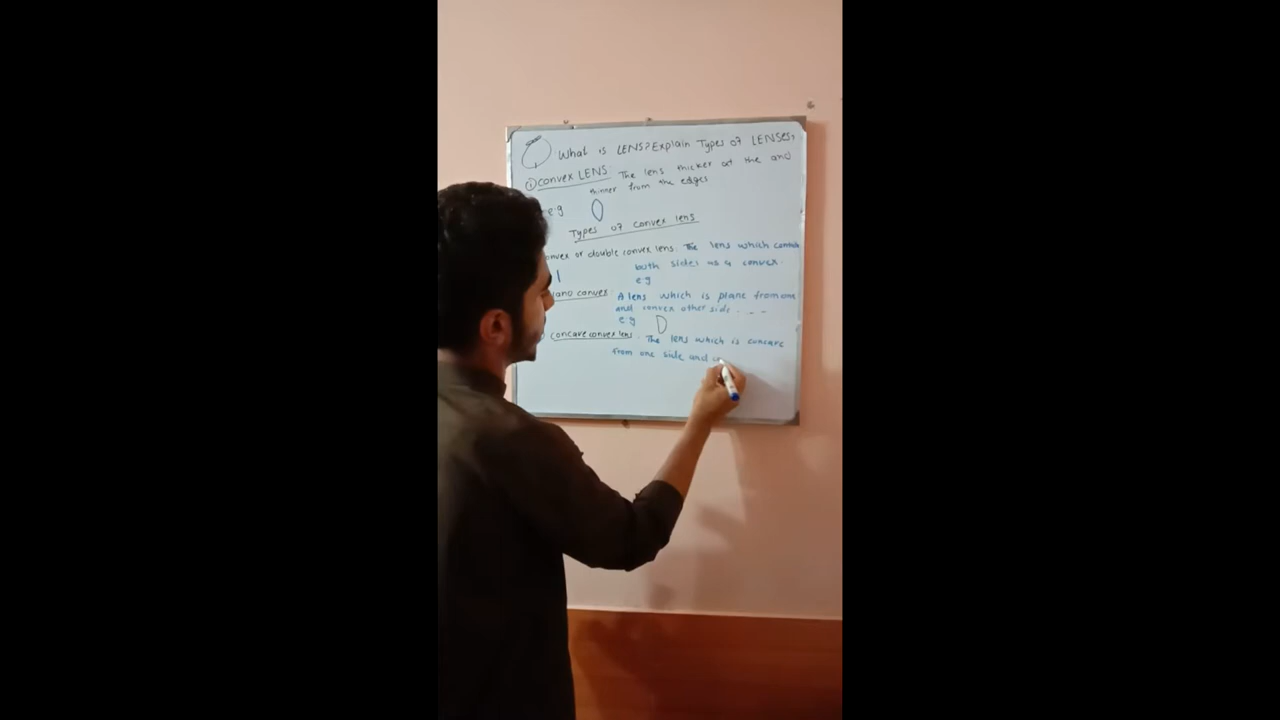 What is LENS? Explain Types of LENSES,
① convex LENS: The lens thicker at the and
thinner from the edges
e.g
Types of convex lens
onvex or double convex lens: The lens which
both sides as a convex.
e.g
ano convex: A lens which is plane from one
and convex other side . - -
e.g
concave convex lens: The lens which is concave
from one side and co